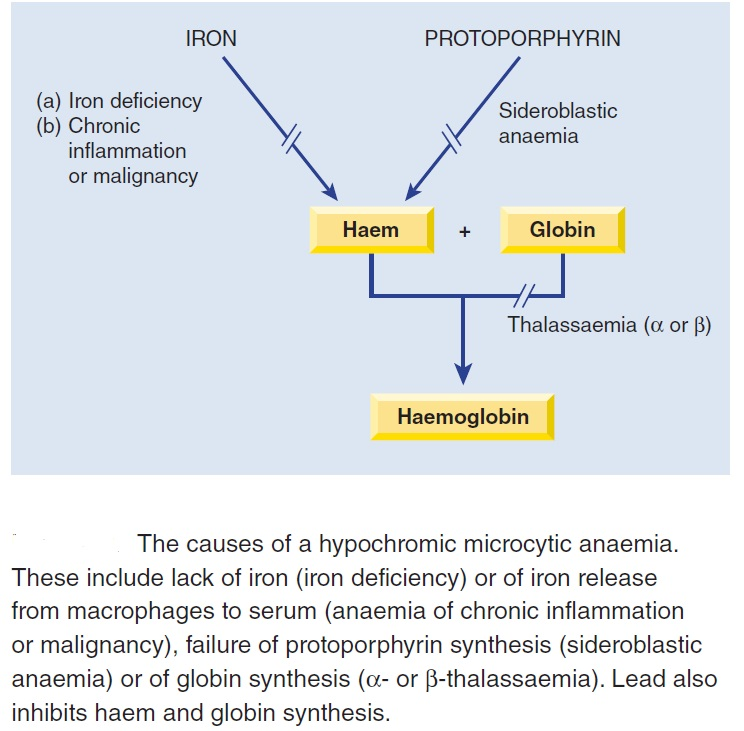 IRON
PROTOPORPHYRIN
(a) Iron deficiency
(b) Chronic
inflammation
or malignancy
Sideroblastic
anaemia
Haem
+
Globin
Thalassaemia (α or β)
Haemoglobin
The causes of a hypochromic microcytic anaemia.
These include lack of iron (iron deficiency) or of iron release
from macrophages to serum (anaemia of chronic inflammation
or malignancy), failure of protoporphyrin synthesis (sideroblastic
anaemia) or of globin synthesis (α- or β-thalassaemia). Lead also
inhibits haem and globin synthesis.